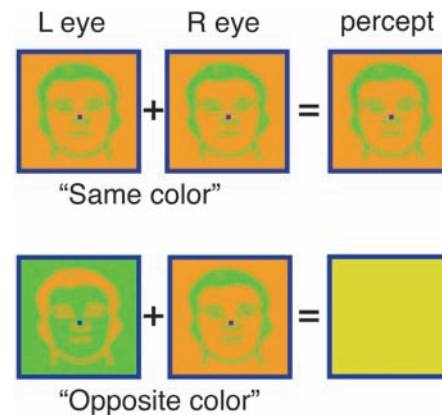 L eye R eye percept
+ =
“Same color”
+ =
“Opposite color”